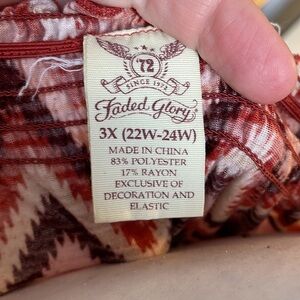 72
SINCE 1972
Faded Glory
3X (22W-24W)
MADE IN CHINA
83% POLYESTER
17% RAYON
EXCLUSIVE OF
DECORATION AND
ELASTIC